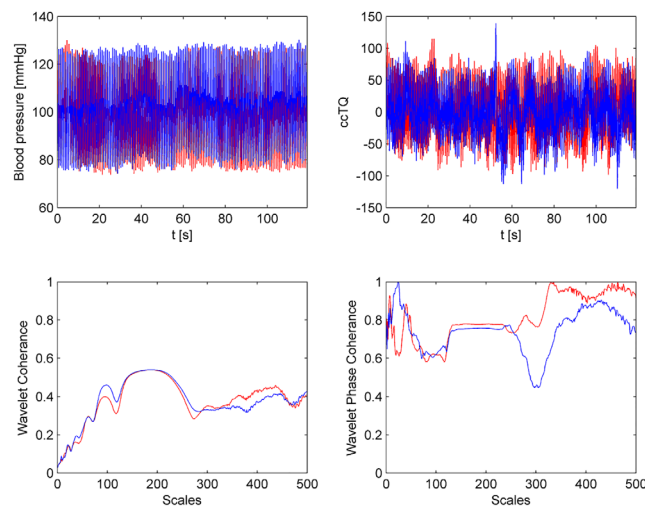 140
120
100
80
60
Blood pressure [mmHg]
0 20 40 60 80 100
t [s]
150
100
50
0
-50
-100
-150
ccTQ
0 20 40 60 80 100
t [s]
1
0.8
0.6
0.4
0.2
0
Wavelet Coherance
0 100 200 300 400 500
Scales
1
0.8
0.6
0.4
0.2
0
Wavelet Phase Coherance
0 100 200 300 400 500
Scales